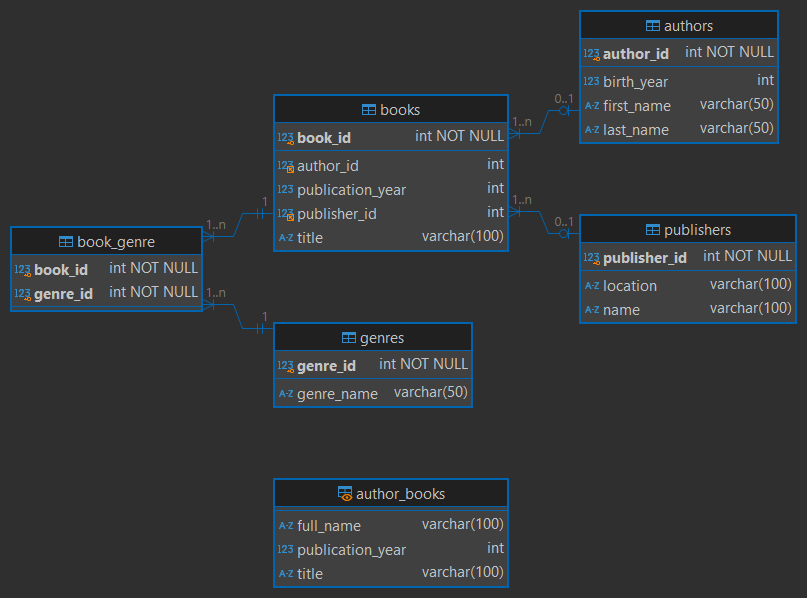 authors
123 author_id int NOT NULL
123 birth_year int
A-Z first_name varchar(50)
A-Z last_name varchar(50)
0..1
1..n
books
123 book_id int NOT NULL
123 author_id int
123 publication_year int
123 publisher_id int
A-Z title varchar(100)
1..n
0..1
publishers
123 publisher_id int NOT NULL
A-Z location varchar(100)
A-Z name varchar(100)
1
1..n
book_genre
123 book_id int NOT NULL
123 genre_id int NOT NULL
1..n
1
genres
123 genre_id int NOT NULL
A-Z genre_name varchar(50)
author_books
A-Z full_name varchar(100)
123 publication_year int
A-Z title varchar(100)